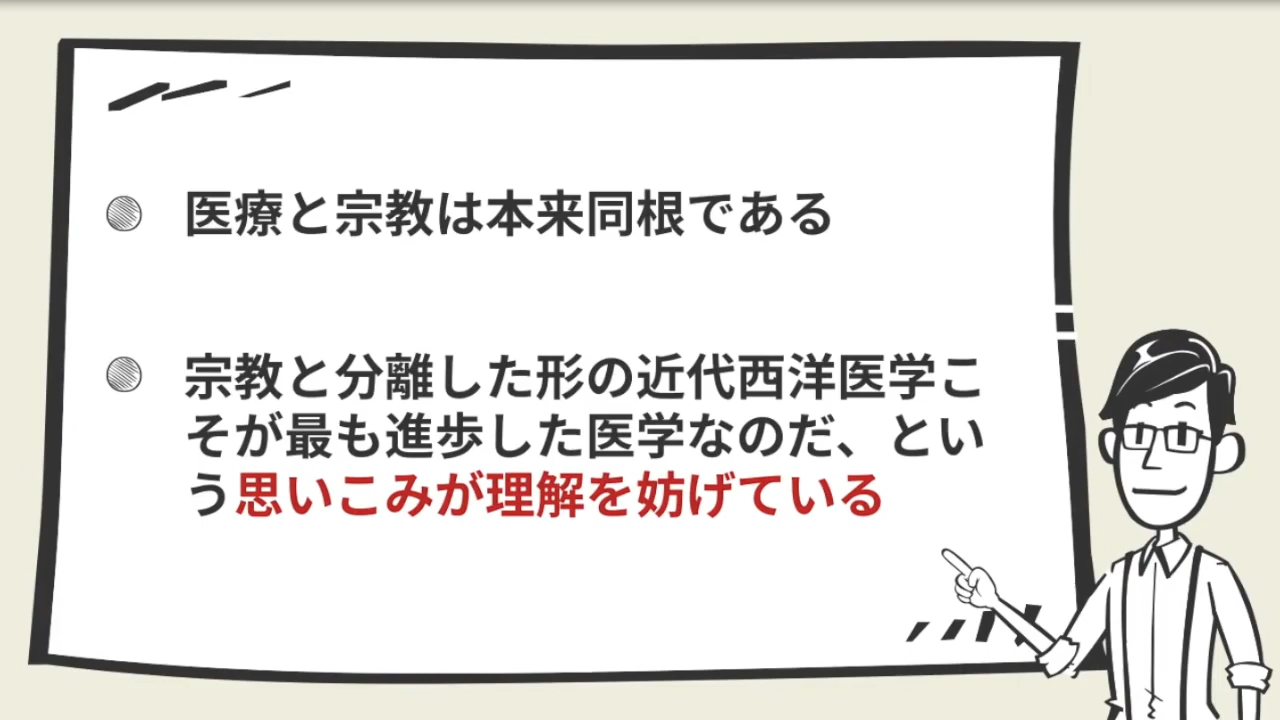 医療と宗教は本来同根である
宗教と分離した形の近代西洋医学こ
そが最も進歩した医学なのだ、とい
う思いこみが理解を妨げている